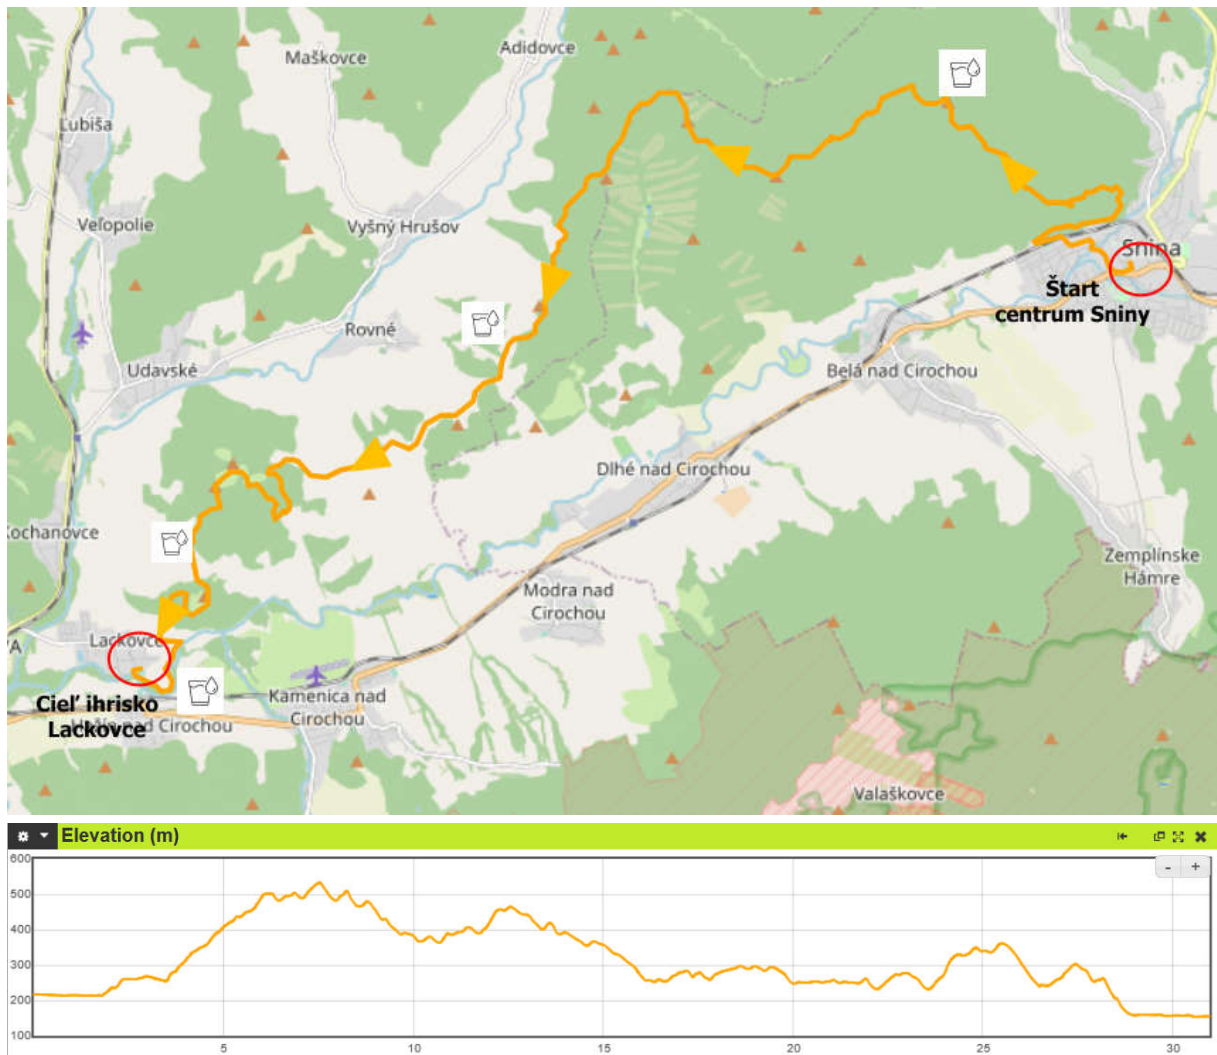 Adidovce
Maškovce
Ľubiša
Veľopolie
Vyšný Hrušov
Snina
Štart
centrum Sniny
Rovné
Udavské
Belá nad Cirochou
Dlhé nad Cirochou
Kochanovce
Zemplínske
Hámre
Modra nad
Cirochou
Lackovce
Kamenica nad
Cirochou
Cieľ ihrisko
Lackovce
nad Cirochou
Valaškovce
Elevation (m)
- +
600
500
400
300
200
100
5 10 15 20 25 30